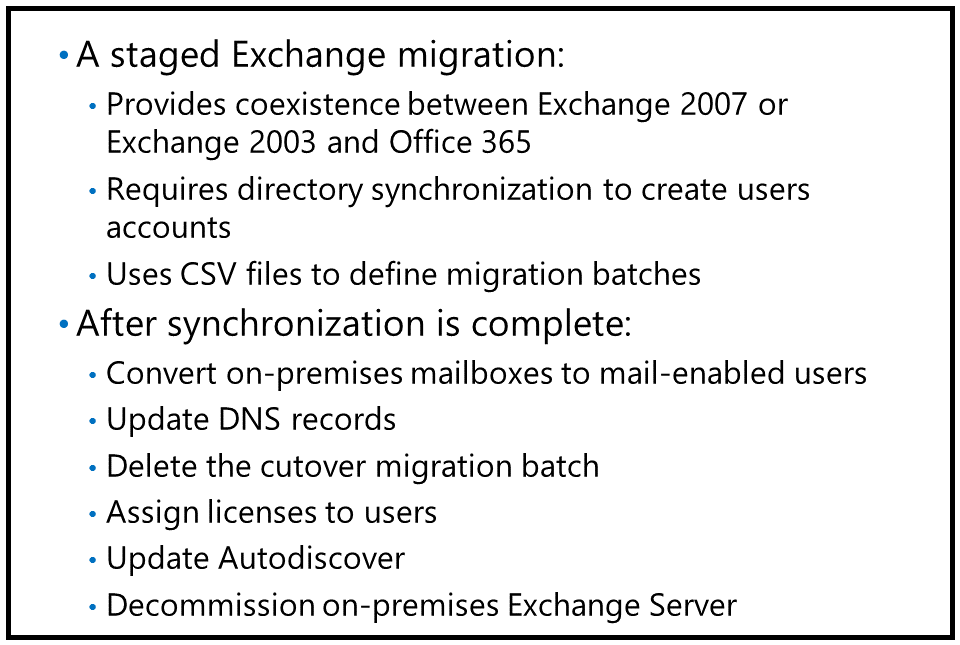 • A staged Exchange migration:
• Provides coexistence between Exchange 2007 or
Exchange 2003 and Office 365
• Requires directory synchronization to create users
accounts
• Uses CSV files to define migration batches
• After synchronization is complete:
• Convert on-premises mailboxes to mail-enabled users
• Update DNS records
• Delete the cutover migration batch
• Assign licenses to users
• Update Autodiscover
• Decommission on-premises Exchange Server